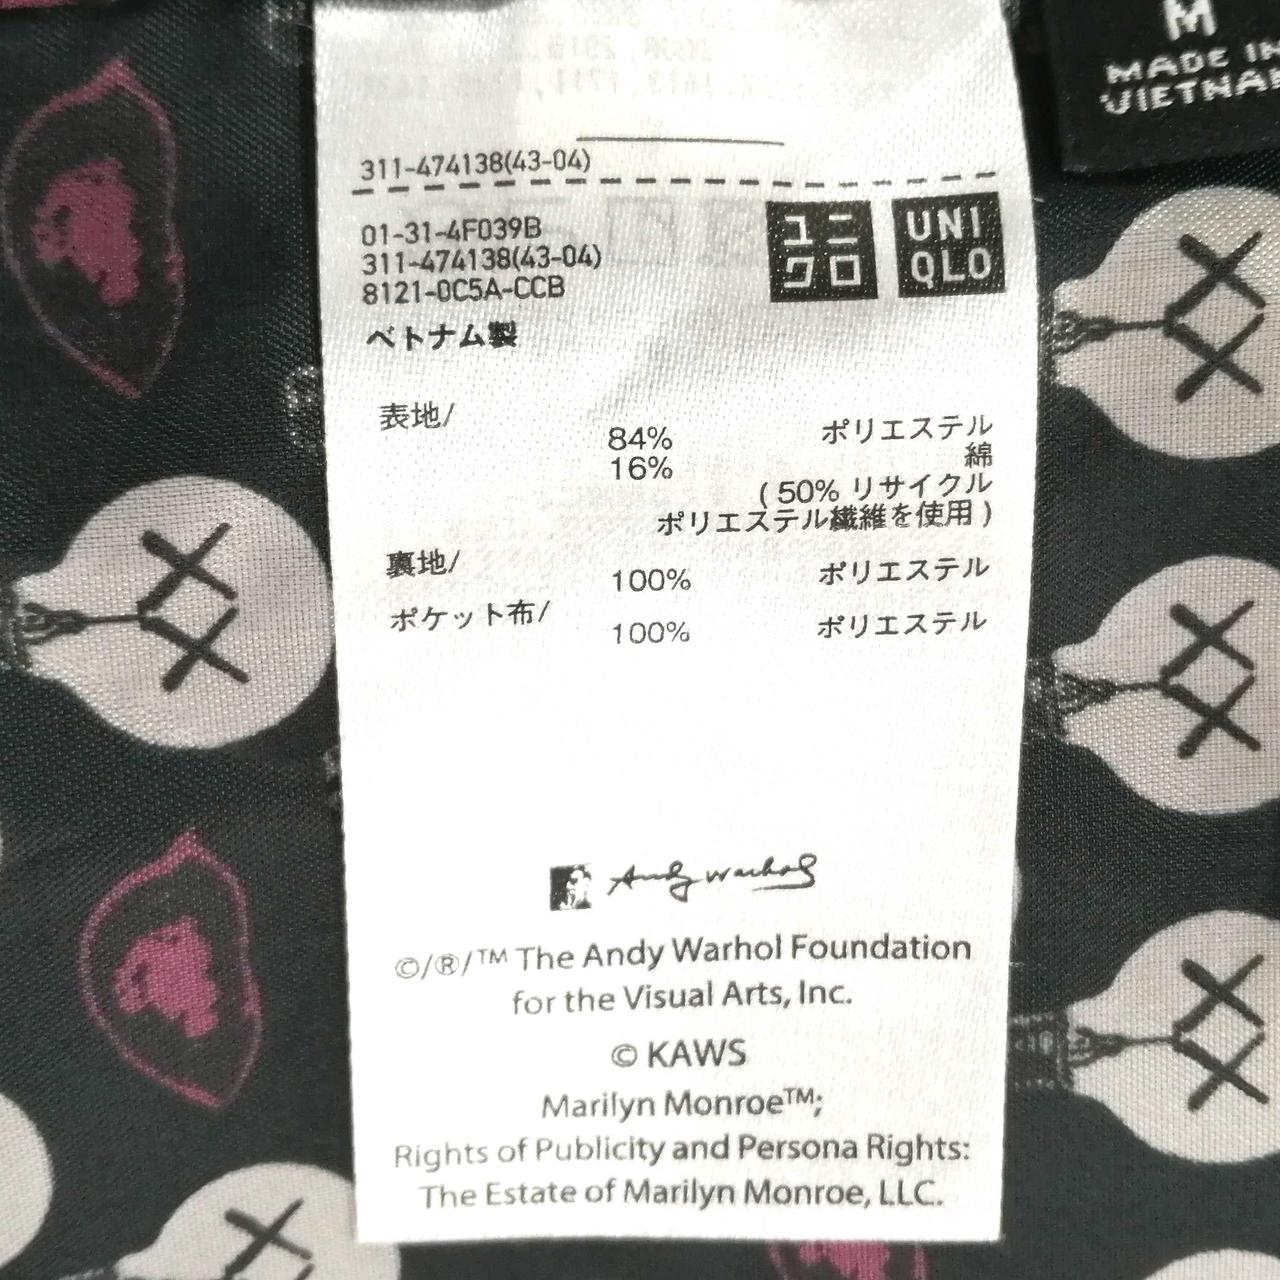 M
MADE IN
VIETNAM
311-474138(43-04)
01-31-4F039B
311-474138(43-04)
8121-0C5A-CCB
ユニ
クロ
UNI
QLO
ベトナム製
表地/
84% ポリエステル
16% 綿
( 50% リサイクル
ポリエステル繊維を使用 )
裏地/
100% ポリエステル
ポケット布/
100% ポリエステル
Andy Warhol
©/®/™ The Andy Warhol Foundation
for the Visual Arts, Inc.
© KAWS
Marilyn Monroe™;
Rights of Publicity and Persona Rights:
The Estate of Marilyn Monroe, LLC.